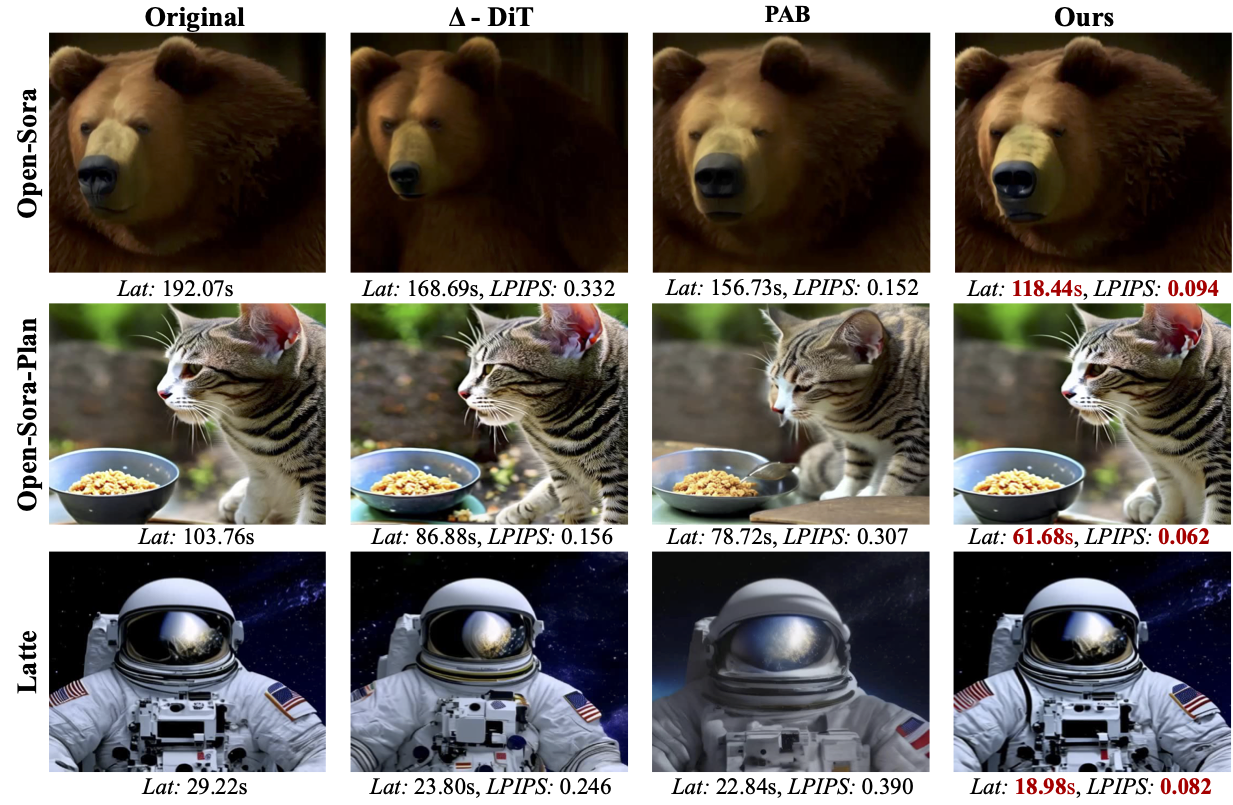 Original Δ - DiT PAB Ours
Open-Sora
Lat: 192.07s Lat: 168.69s, LPIPS: 0.332 Lat: 156.73s, LPIPS: 0.152 Lat: 118.44s, LPIPS: 0.094
Open-Sora-Plan
Lat: 103.76s Lat: 86.88s, LPIPS: 0.156 Lat: 78.72s, LPIPS: 0.307 Lat: 61.68s, LPIPS: 0.062
Latte
Lat: 29.22s Lat: 23.80s, LPIPS: 0.246 Lat: 22.84s, LPIPS: 0.390 Lat: 18.98s, LPIPS: 0.082